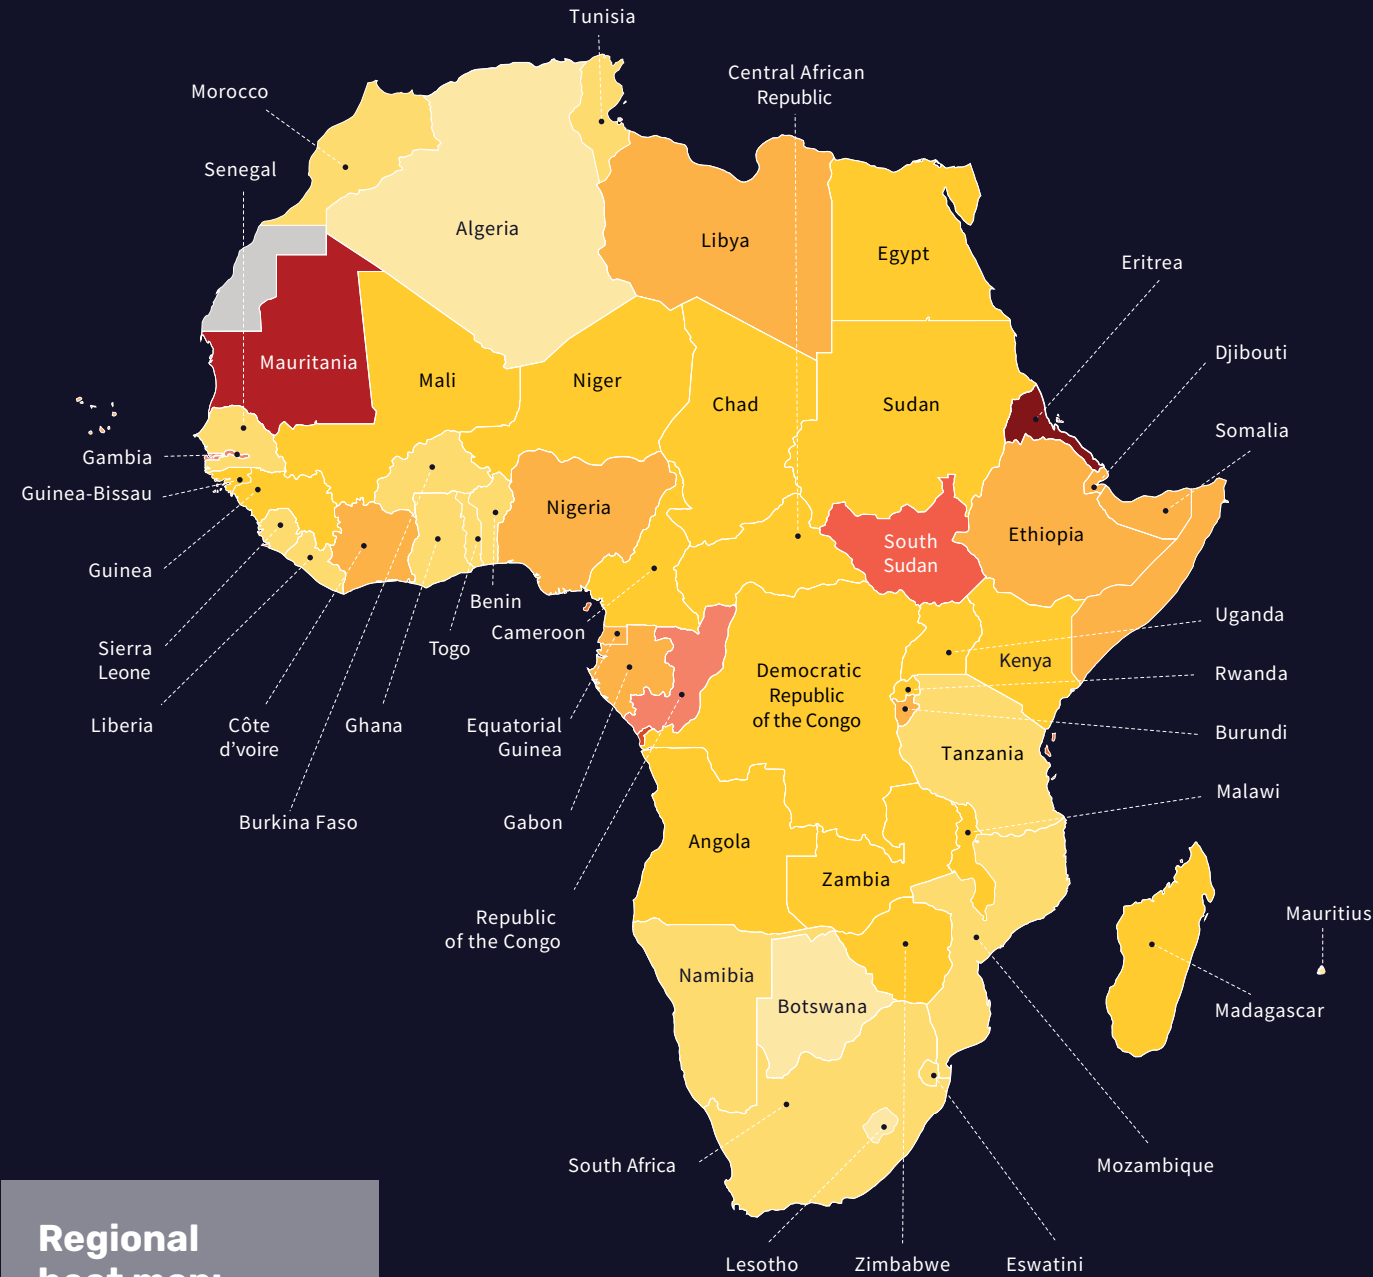 Tunisia
Central African
Republic
Morocco
Senegal
Algeria
Libya
Egypt
Eritrea
Djibouti
Mauritania
Mali
Niger
Chad
Sudan
Somalia
Gambia
Guinea-Bissau
Nigeria
Ethiopia
South
Sudan
Guinea
Benin
Cameroon
Togo
Uganda
Sierra
Leone
Kenya
Rwanda
Democratic
Republic
of the Congo
Liberia
Côte
d’voire
Ghana
Equatorial
Guinea
Burundi
Tanzania
Malawi
Burkina Faso
Gabon
Angola
Zambia
Republic
of the Congo
Mauritius
Namibia
Botswana
Madagascar
South Africa
Mozambique
Lesotho
Zimbabwe
Eswatini
Regional